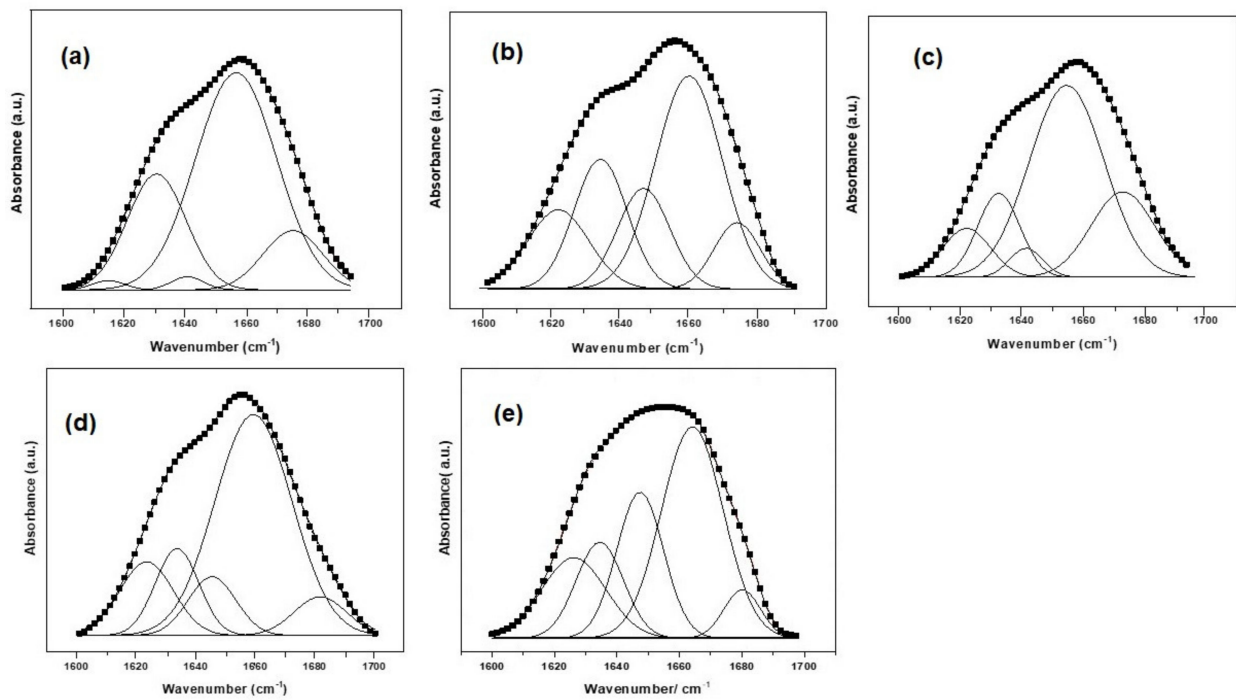 (a)
Absorbance (a.u.)
1600 1620 1640 1660 1680 1700
Wavenumber (cm⁻¹)
(b)
Absorbance (a.u.)
1600 1620 1640 1660 1680 1700
Wavenumber (cm⁻¹)
(c)
Absorbance (a.u.)
1600 1620 1640 1660 1680 1700
Wavenumber (cm⁻¹)
(d)
Absorbance (a.u.)
1600 1620 1640 1660 1680 1700
Wavenumber (cm⁻¹)
(e)
Absorbance( a.u.)
1600 1620 1640 1660 1680 1700
Wavenumber/ cm⁻¹